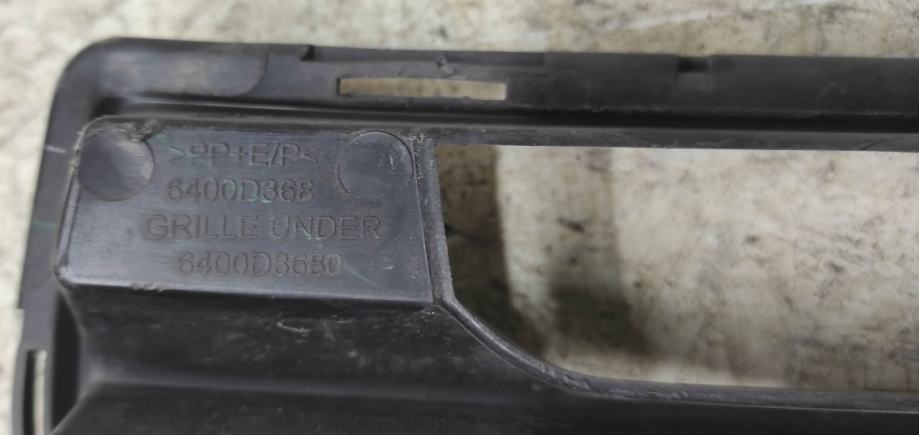 >PP+E/P<
6400D368
GRILLE UNDER
6400D3680